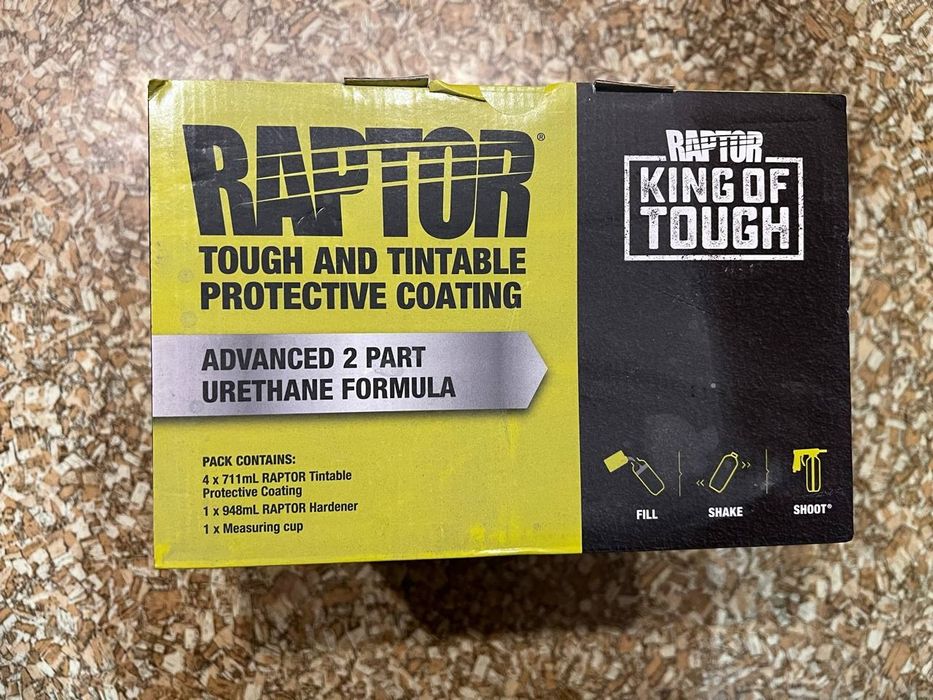 RAPTOR®
TOUGH AND TINTABLE
PROTECTIVE COATING
ADVANCED 2 PART
URETHANE FORMULA
PACK CONTAINS:
4 x 711mL RAPTOR Tintable
Protective Coating
1 x 948mL RAPTOR Hardener
1 x Measuring cup
RAPTOR
KING OF
TOUGH
FILL
SHAKE
SHOOT®